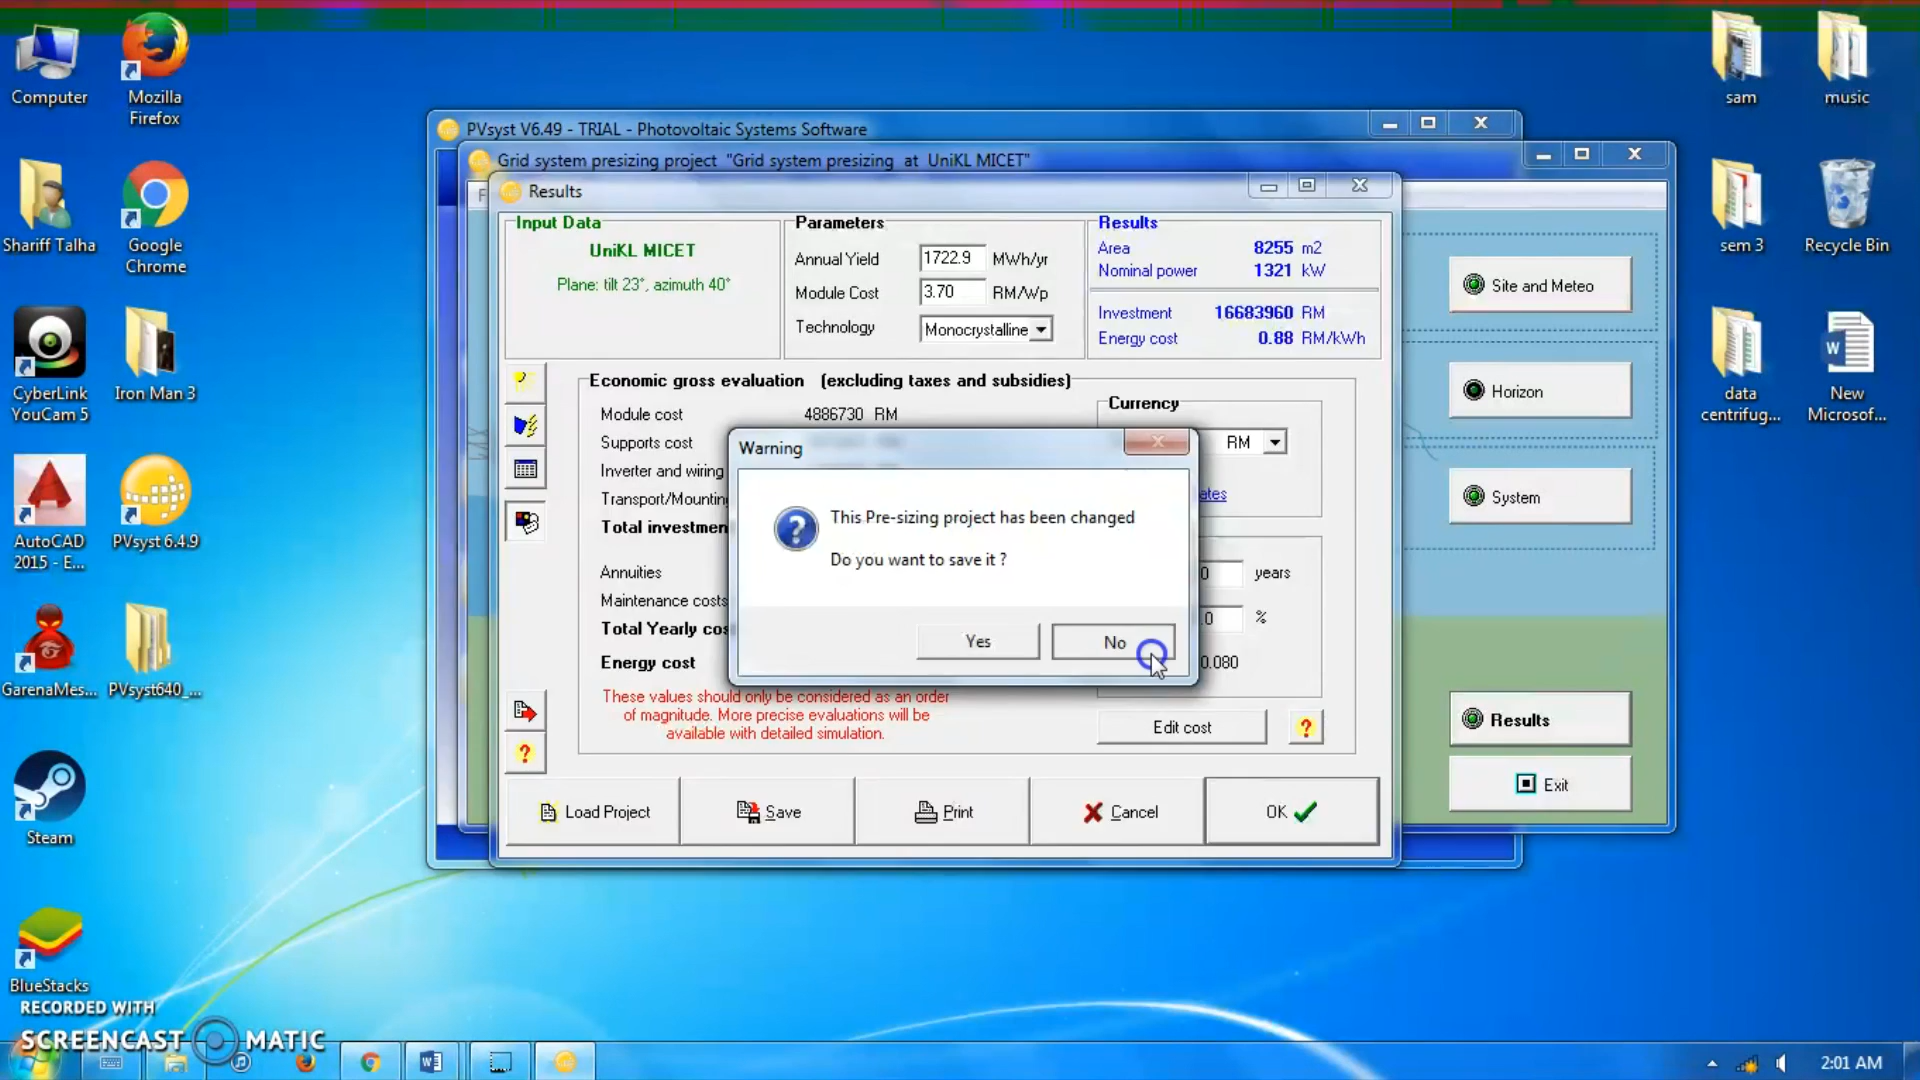 Computer
Mozilla
Firefox
Shariff Talha
Google
Chrome
CyberLink
YouCam 5
Iron Man 3
AutoCAD
2015 - E...
PVsyst 6.4.9
GarenaMes...
PVsyst640_...
Steam
BlueStacks
RECORDED WITH
SCREENCAST MATIC
PVsyst V6.49 - TRIAL - Photovoltaic Systems Software
Grid system presizing project "Grid system presizing at UniKL MICET"
Results
Input Data
UniKL MICET
Plane: tilt 23°, azimuth 40°
Parameters
Annual Yield 1722.9 MWh/yr
Module Cost 3.70 RM/Wp
Technology Monocrystalline
Results
Area 8255 m2
Nominal power 1321 kW
Investment 16683960 RM
Energy cost 0.88 RM/kWh
Economic gross evaluation (excluding taxes and subsidies)
Module cost 4886730 RM
Supports cost
Inverter and wiring
Transport/Mounting
Total investmen
Annuities
Maintenance costs
Total Yearly cos
Energy cost
Currency
RM
ates
0 years
.0 %
0.080
These values should only be considered as an order
of magnitude. More precise evaluations will be
available with detailed simulation.
Edit cost
Load Project
Save
Print
Cancel
OK
Warning
This Pre-sizing project has been changed
Do you want to save it ?
Yes
No
Site and Meteo
Horizon
System
Results
Exit
sam
music
sem 3
Recycle Bin
data
centrifug...
New
Microsof...
2:01 AM